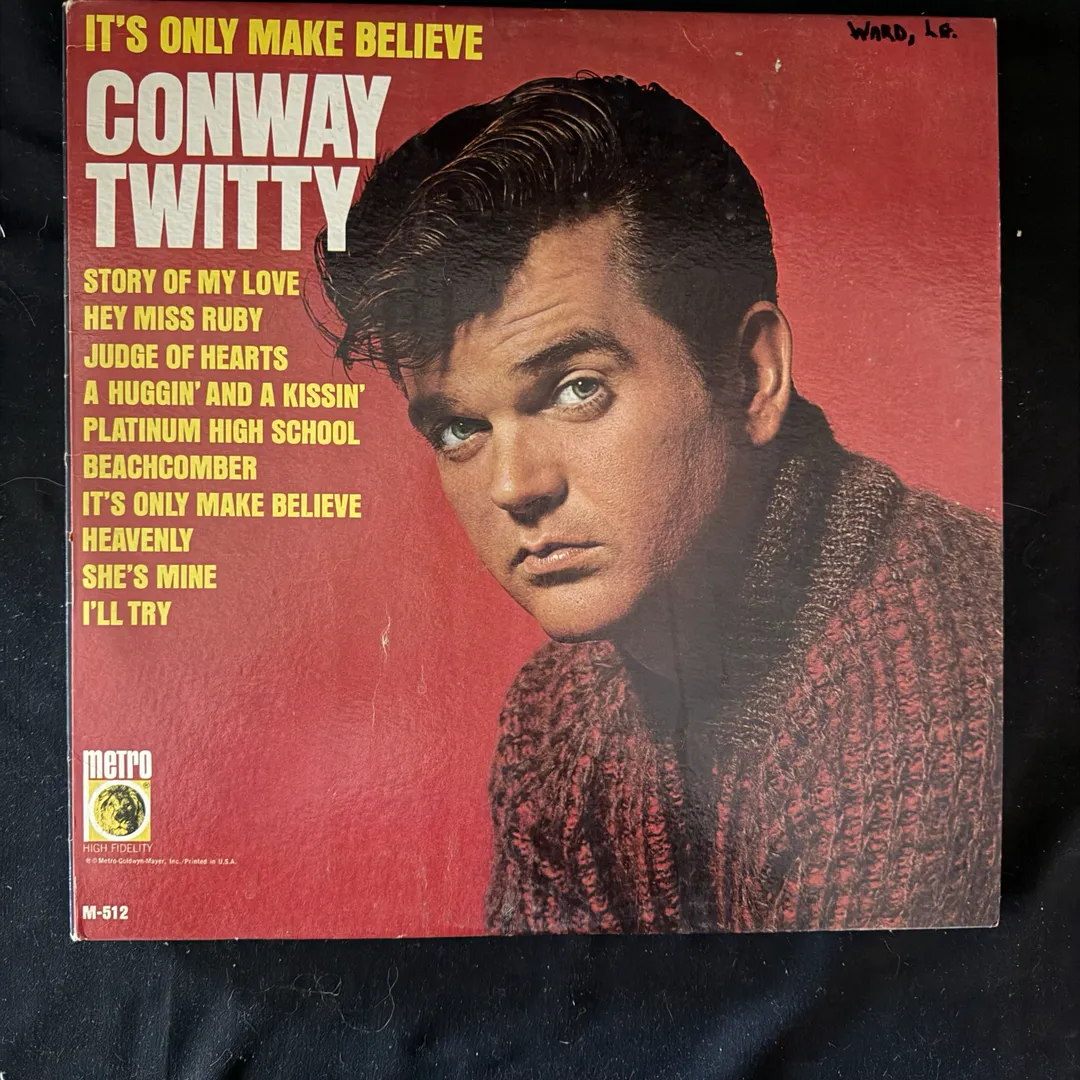 IT'S ONLY MAKE BELIEVE
WARD, L.A.
CONWAY
TWITTY
STORY OF MY LOVE
HEY MISS RUBY
JUDGE OF HEARTS
A HUGGIN' AND A KISSIN'
PLATINUM HIGH SCHOOL
BEACHCOMBER
IT'S ONLY MAKE BELIEVE
HEAVENLY
SHE'S MINE
I'LL TRY
metro
®
HIGH FIDELITY
® © Metro-Goldwyn-Mayer, Inc./Printed in U.S.A.
M-512